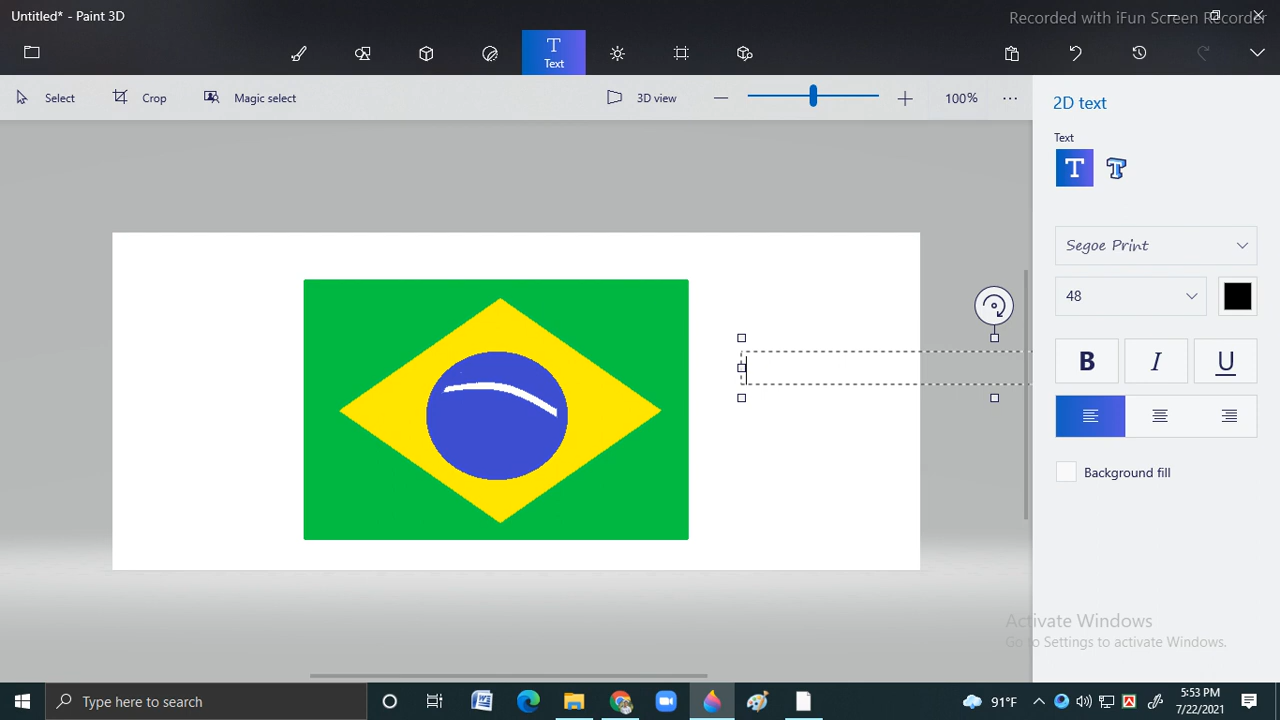 Untitled* - Paint 3D
Recorded with iFun Screen Recorder
Text
Select
Crop
Magic select
3D view
100%
2D text
Text
Segoe Print
48
B
I
U
Background fill
Activate Windows
Go to Settings to activate Windows.
Type here to search
91°F
5:53 PM
7/22/2021